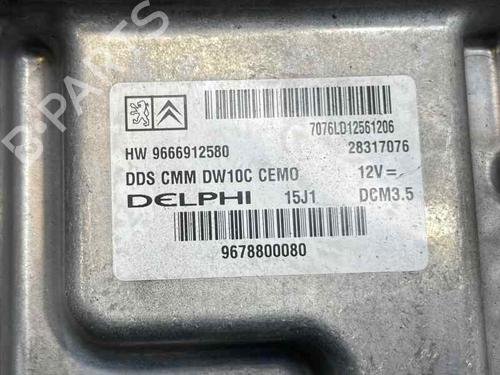 7076LD12561206
HW 9666912580 28317076
DDS CMM DW10C CEMO 12V=
DELPHI 15J1 DCM3.5
9678800080
B-PARTS